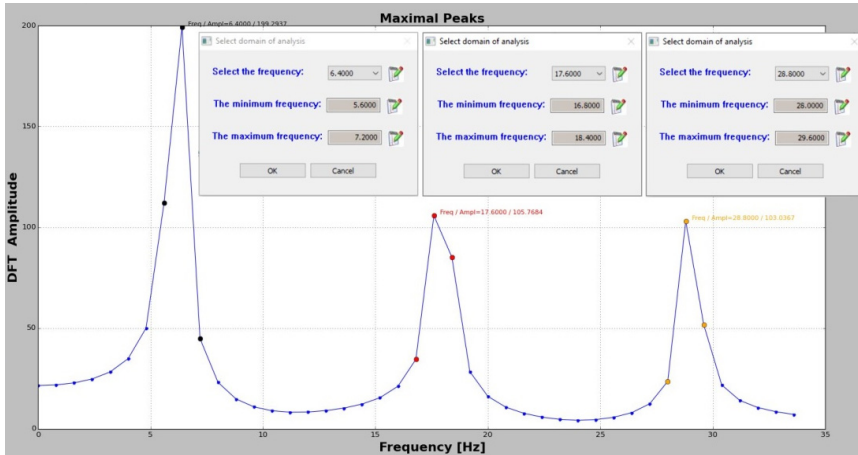 Maximal Peaks
Freq / Ampl=6.4000 / 199.2937
Select domain of analysis
Select the frequency: 6.4000
The minimum frequency: 5.6000
The maximum frequency: 7.2000
OK Cancel
Select domain of analysis
Select the frequency: 17.6000
The minimum frequency: 16.8000
The maximum frequency: 18.4000
OK Cancel
Select domain of analysis
Select the frequency: 28.8000
The minimum frequency: 28.0000
The maximum frequency: 29.6000
OK Cancel
Freq / Ampl=17.6000 / 105.7684
Freq / Ampl=28.8000 / 103.0367
DFT Amplitude
200
150
100
50
0
0 5 10 15 20 25 30 35
Frequency [Hz]